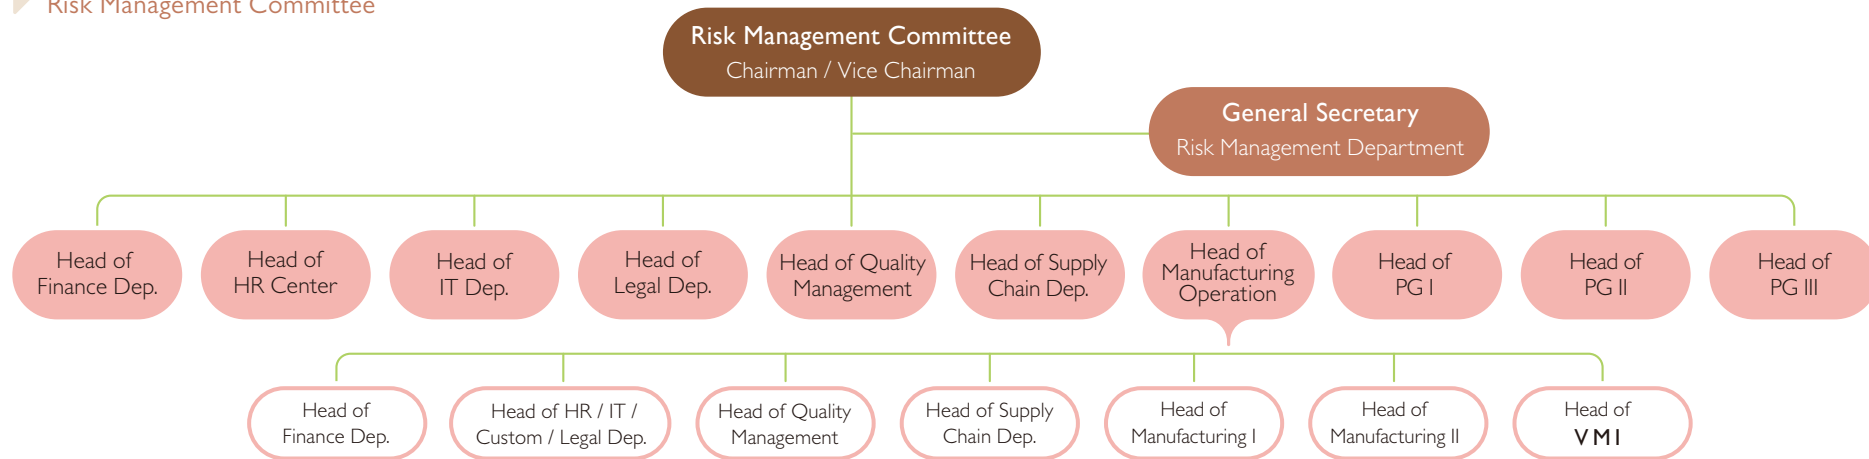 Risk Management Committee
Risk Management Committee
Chairman / Vice Chairman
General Secretary
Risk Management Department
Head of
Finance Dep.
Head of
HR Center
Head of
IT Dep.
Head of
Legal Dep.
Head of Quality
Management
Head of Supply
Chain Dep.
Head of
Manufacturing
Operation
Head of
PG I
Head of
PG II
Head of
PG III
Head of
Finance Dep.
Head of HR / IT /
Custom / Legal Dep.
Head of Quality
Management
Head of Supply
Chain Dep.
Head of
Manufacturing I
Head of
Manufacturing II
Head of
VMI